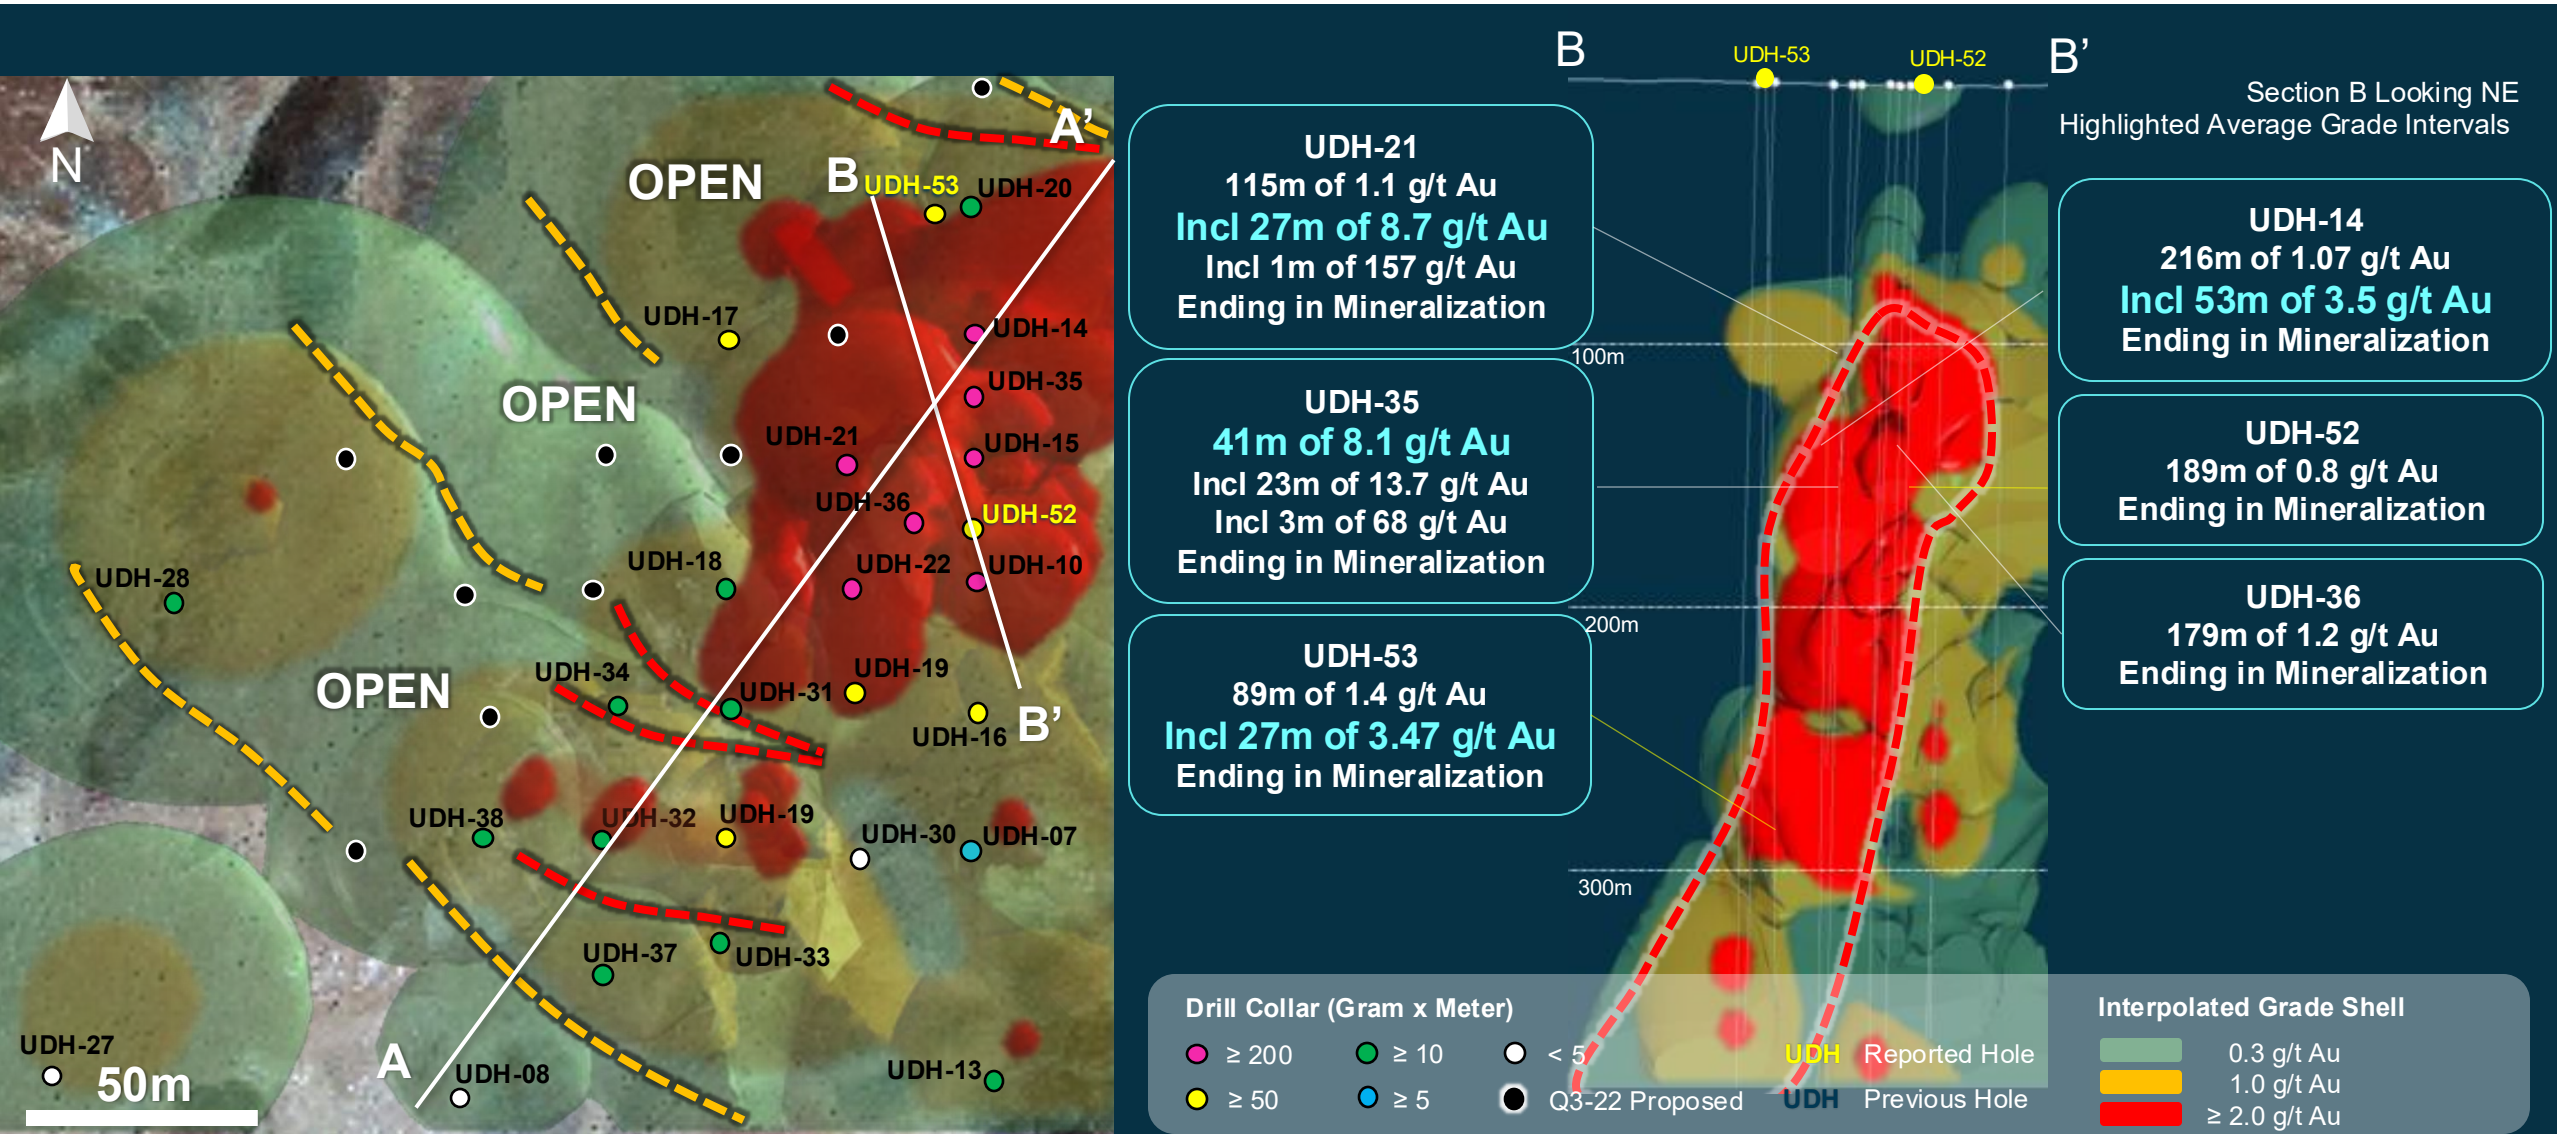 N
OPEN
A’
B
UDH-53
UDH-20
UDH-17
UDH-14
OPEN
UDH-35
UDH-21
UDH-15
UDH-36
UDH-52
UDH-18
UDH-22
UDH-10
UDH-28
OPEN
UDH-34
UDH-31
UDH-19
UDH-16
B’
UDH-38
UDH-32
UDH-19
UDH-30
UDH-07
UDH-37
UDH-33
UDH-27
50m
A
UDH-08
UDH-13
B
UDH-53
UDH-52
B’
Section B Looking NE
Highlighted Average Grade Intervals
UDH-21
115m of 1.1 g/t Au
Incl 27m of 8.7 g/t Au
Incl 1m of 157 g/t Au
Ending in Mineralization
UDH-35
41m of 8.1 g/t Au
Incl 23m of 13.7 g/t Au
Incl 3m of 68 g/t Au
Ending in Mineralization
UDH-53
89m of 1.4 g/t Au
Incl 27m of 3.47 g/t Au
Ending in Mineralization
100m
200m
300m
UDH-14
216m of 1.07 g/t Au
Incl 53m of 3.5 g/t Au
Ending in Mineralization
UDH-52
189m of 0.8 g/t Au
Ending in Mineralization
UDH-36
179m of 1.2 g/t Au
Ending in Mineralization
Drill Collar (Gram x Meter)
≥ 200
≥ 10
< 5
UDH Reported Hole
≥ 50
≥ 5
Q3-22 Proposed
UDH Previous Hole
Interpolated Grade Shell
0.3 g/t Au
1.0 g/t Au
≥ 2.0 g/t Au